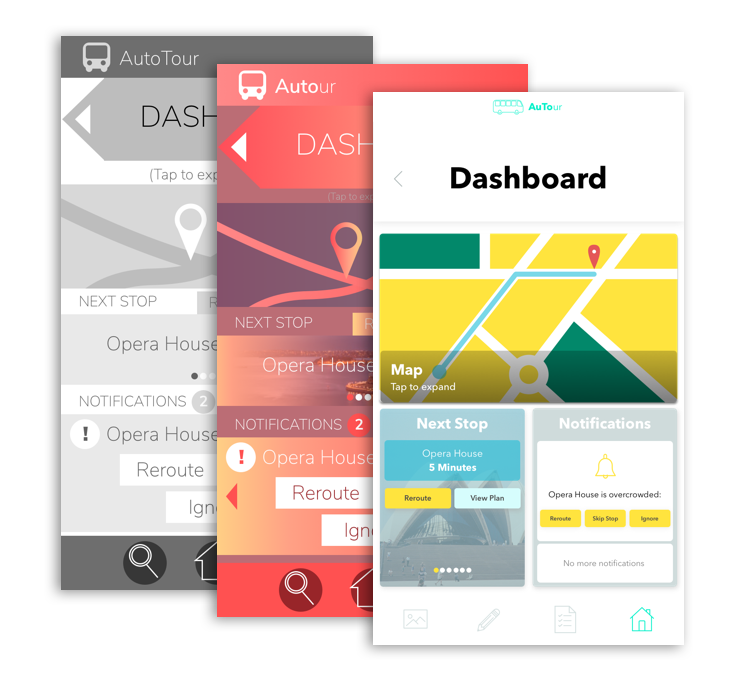 AutoTour
DASH
(Tap to exp
NEXT STOP
R
Opera House
NOTIFICATIONS 2
! Opera House
Reroute
Ign
Autour
DASH
(Tap to ex
NEXT STOP
R
Opera House
NOTIFICATIONS 2
! Opera House
Reroute
Ign
AuTour
Dashboard
Map
Tap to expand
Next Stop
Opera House
5 Minutes
Reroute
View Plan
Notifications
Opera House is overcrowded:
Reroute
Skip Stop
Ignore
No more notifications